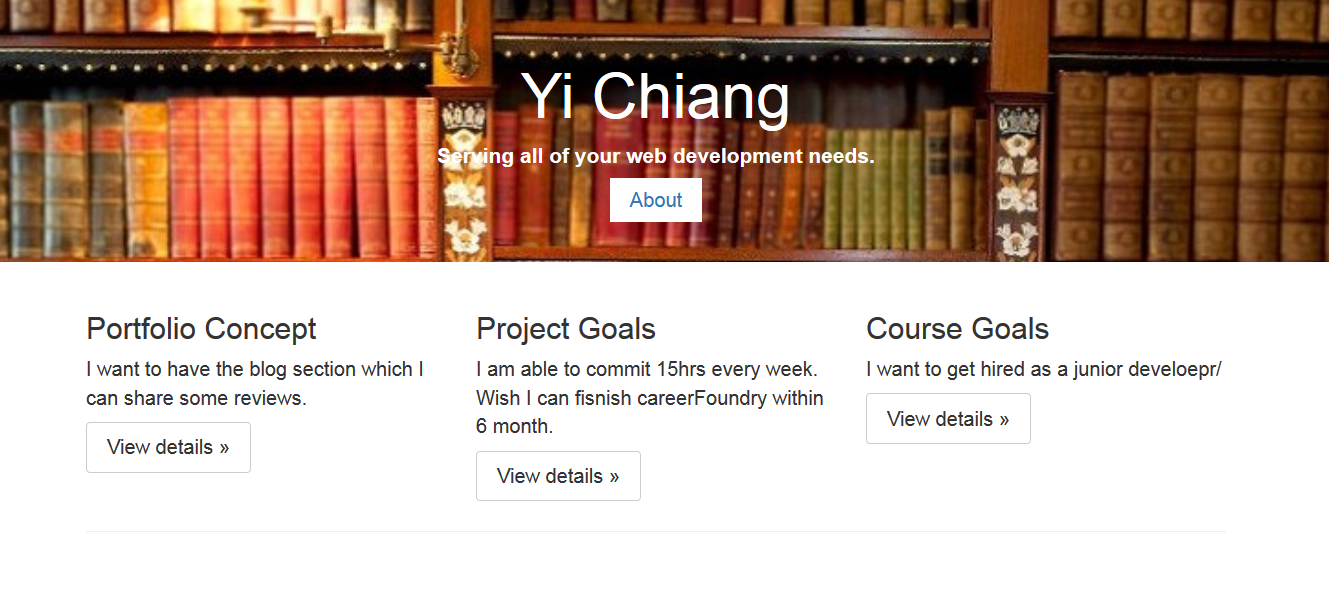 Yi Chiang
Serving all of your web development needs.
About
Portfolio Concept
I want to have the blog section which I
can share some reviews.
View details »
Project Goals
I am able to commit 15hrs every week.
Wish I can fisnish careerFoundry within
6 month.
View details »
Course Goals
I want to get hired as a junior develoepr/
View details »